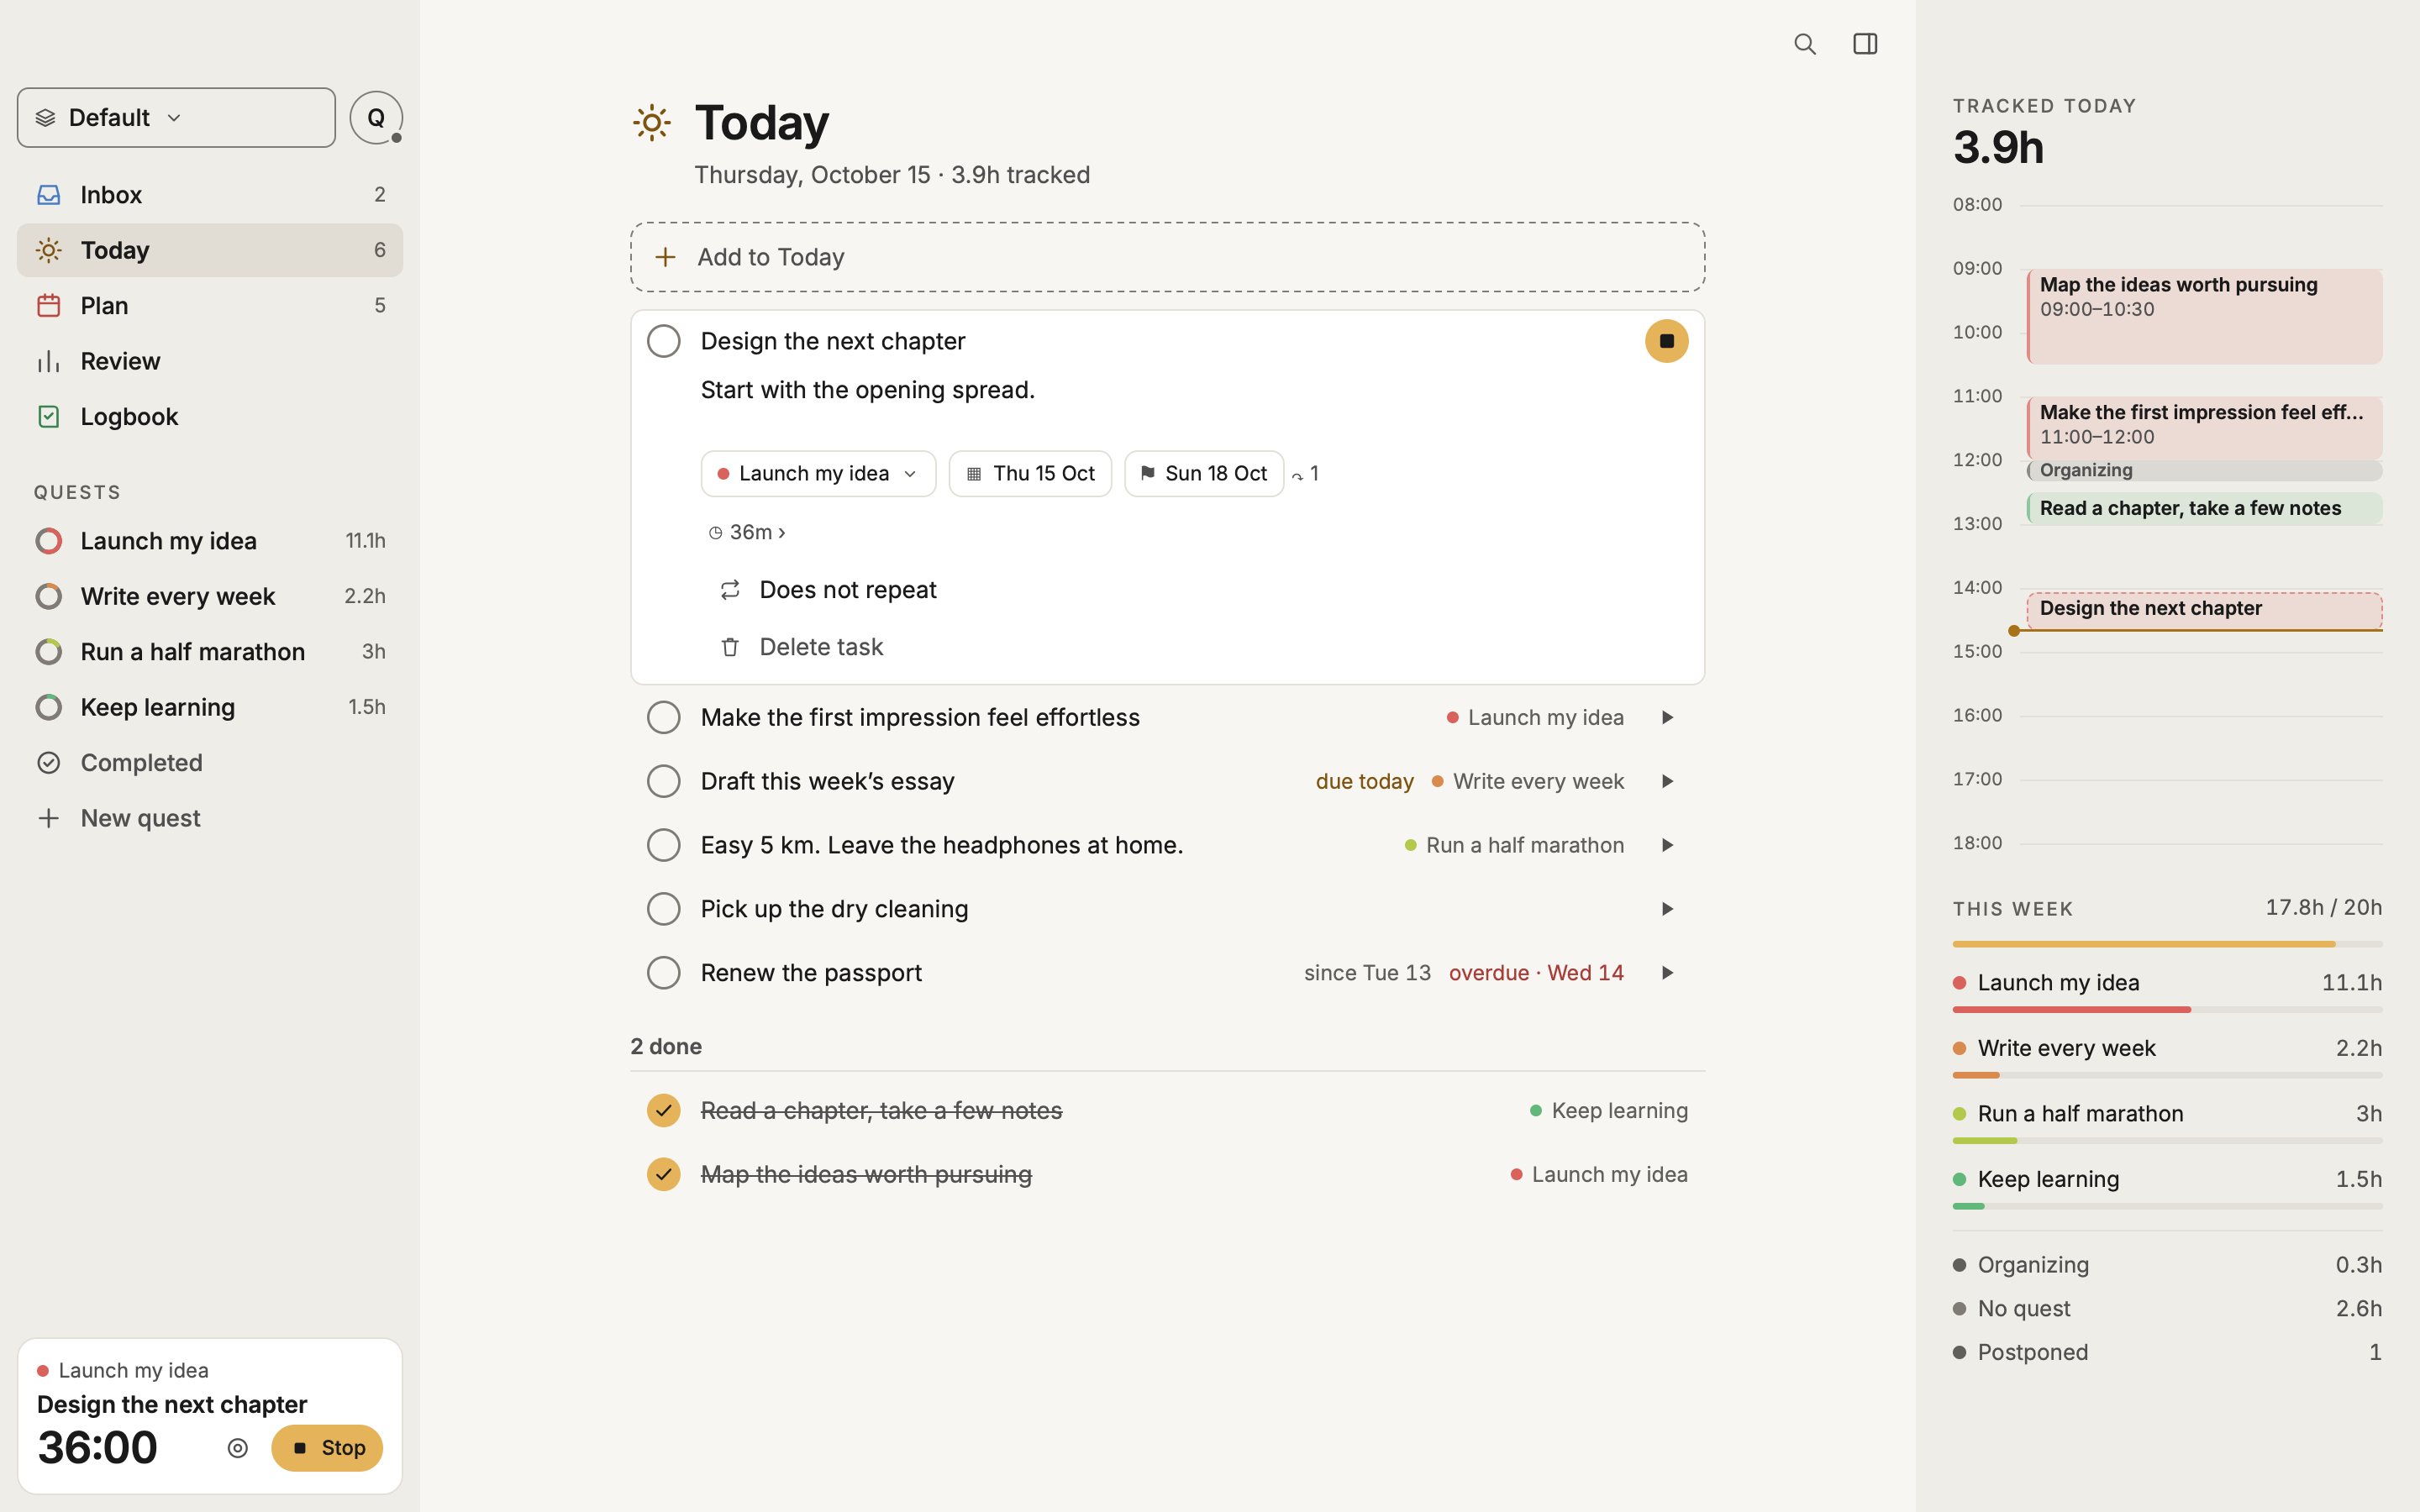 Default
Q
Inbox 2
Today 6
Plan 5
Review
Logbook
QUESTS
Launch my idea 11.1h
Write every week 2.2h
Run a half marathon 3h
Keep learning 1.5h
Completed
New quest
Launch my idea
Design the next chapter
36:00 Stop
Today
Thursday, October 15 · 3.9h tracked
Add to Today
Design the next chapter
Start with the opening spread.
Launch my idea Thu 15 Oct Sun 18 Oct 1
36m ›
Does not repeat
Delete task
Make the first impression feel effortless Launch my idea
Draft this week’s essay due today Write every week
Easy 5 km. Leave the headphones at home. Run a half marathon
Pick up the dry cleaning
Renew the passport since Tue 13 overdue · Wed 14
2 done
Read a chapter, take a few notes Keep learning
Map the ideas worth pursuing Launch my idea
TRACKED TODAY
3.9h
08:00
09:00
Map the ideas worth pursuing
09:00–10:30
10:00
11:00
Make the first impression feel eff...
11:00–12:00
12:00
Organizing
Read a chapter, take a few notes
13:00
14:00
Design the next chapter
15:00
16:00
17:00
18:00
THIS WEEK 17.8h / 20h
Launch my idea 11.1h
Write every week 2.2h
Run a half marathon 3h
Keep learning 1.5h
Organizing 0.3h
No quest 2.6h
Postponed 1